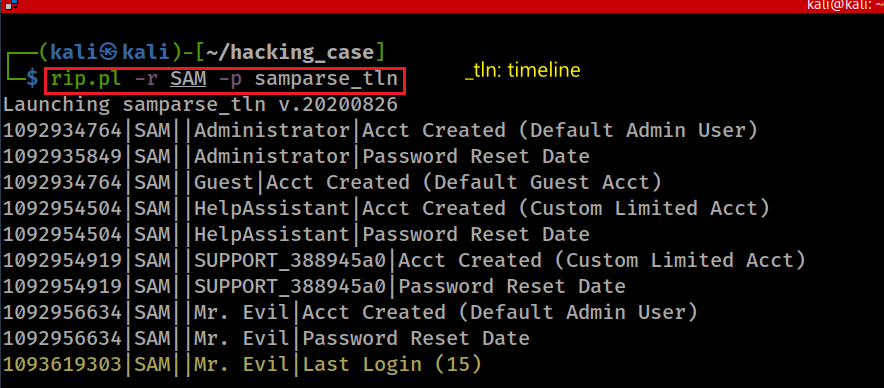 kali@kali: ~
┌──(kali㉿kali)-[~/hacking_case]
└─$ rip.pl -r SAM -p samparse_tln
_tln: timeline
Launching samparse_tln v.20200826
1092934764|SAM||Administrator|Acct Created (Default Admin User)
1092935849|SAM||Administrator|Password Reset Date
1092934764|SAM||Guest|Acct Created (Default Guest Acct)
1092954504|SAM||HelpAssistant|Acct Created (Custom Limited Acct)
1092954504|SAM||HelpAssistant|Password Reset Date
1092954919|SAM||SUPPORT_388945a0|Acct Created (Custom Limited Acct)
1092954919|SAM||SUPPORT_388945a0|Password Reset Date
1092956634|SAM||Mr. Evil|Acct Created (Default Admin User)
1092956634|SAM||Mr. Evil|Password Reset Date
1093619303|SAM||Mr. Evil|Last Login (15)